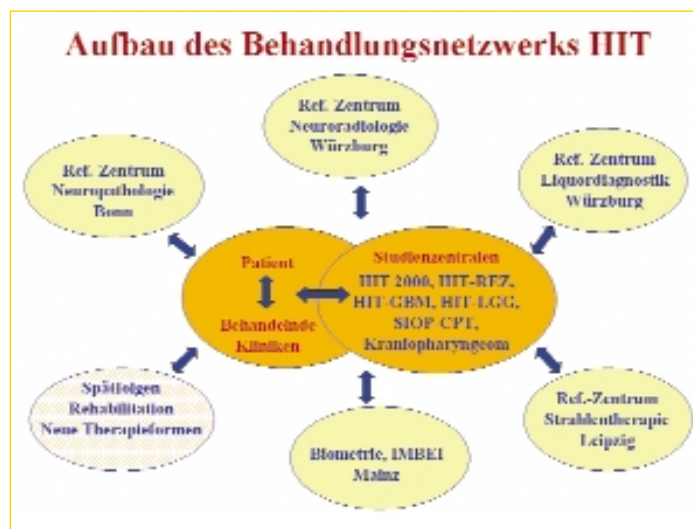 Aufbau des Behandlungsnetzwerks HIT
Ref. Zentrum
Neuroradiologie
Würzburg
Ref. Zentrum
Neuropathologie
Bonn
Ref. Zentrum
Liquordiagnostik
Würzburg
Patient
Behandelnde
Kliniken
Studienzentralen
HIT 2000, HIT-REZ,
HIT-GBM, HIT-LGG,
SIOP CPT,
Kraniopharyngeom
Spätfolgen
Rehabilitation
Neue Therapieformen
Biometrie, IMBEI
Mainz
Ref.-Zentrum
Strahlentherapie
Leipzig